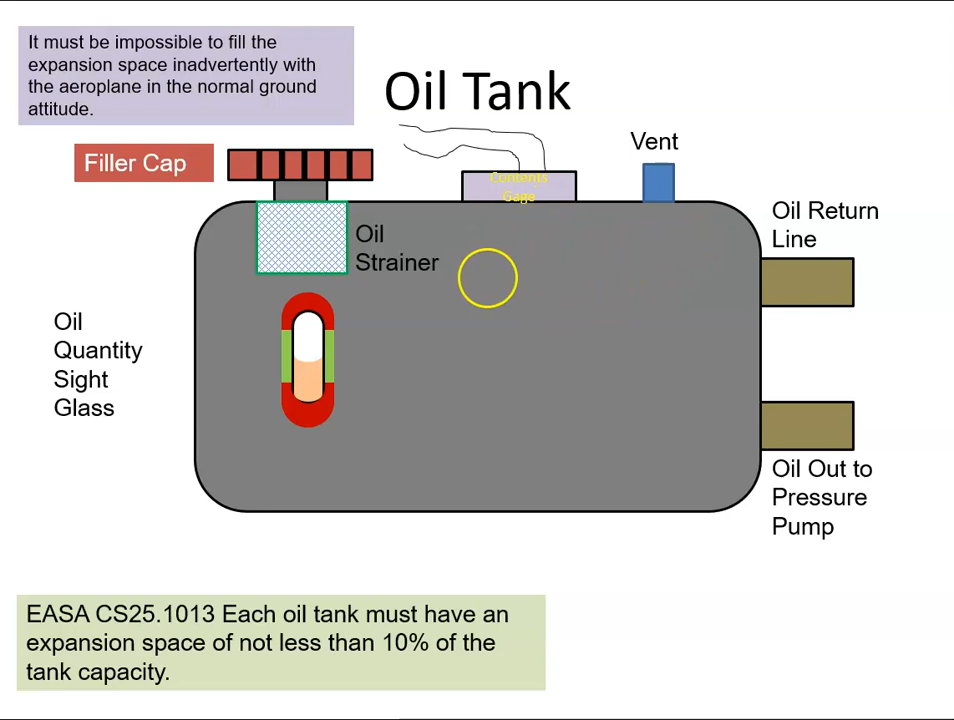 It must be impossible to fill the
expansion space inadvertently with
the aeroplane in the normal ground
attitude.
Oil Tank
Vent
Filler Cap
Contents
Gage
Oil Return
Line
Oil
Strainer
Oil
Quantity
Sight
Glass
Oil Out to
Pressure
Pump
EASA CS25.1013 Each oil tank must have an
expansion space of not less than 10% of the
tank capacity.